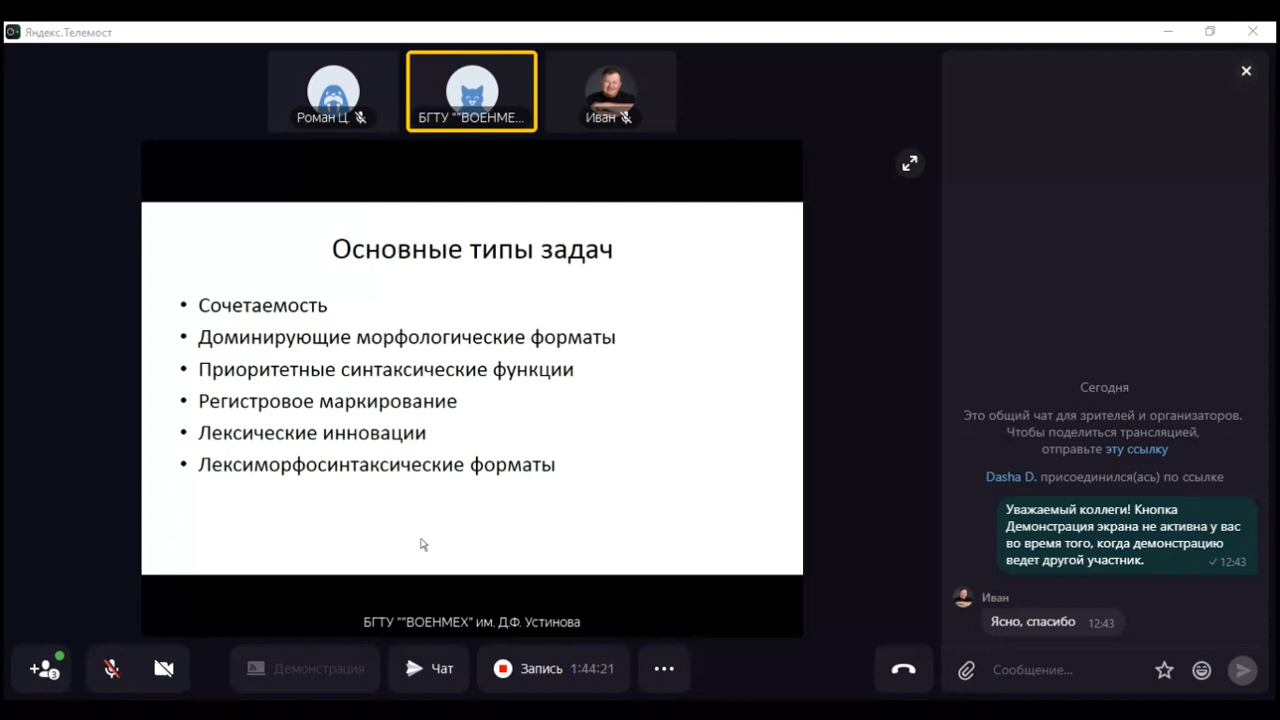 Яндекс.Телемост
Роман Ц.
БГТУ ""ВОЕНМЕ...
Иван
Основные типы задач
• Сочетаемость
• Доминирующие морфологические форматы
• Приоритетные синтаксические функции
• Регистровое маркирование
• Лексические инновации
• Лексиморфосинтаксические форматы
БГТУ ""ВОЕНМЕХ" им. Д.Ф. Устинова
Сегодня
Это общий чат для зрителей и организаторов.
Чтобы поделиться трансляцией,
отправьте эту ссылку
Dasha D. присоединился(ась) по ссылке
Уважаемый коллеги! Кнопка
Демонстрация экрана не активна у вас
во время того, когда демонстрацию
ведет другой участник.
12:43
Иван
Ясно, спасибо 12:43
3
Демонстрация
Чат
Запись 1:44:21
Сообщение...